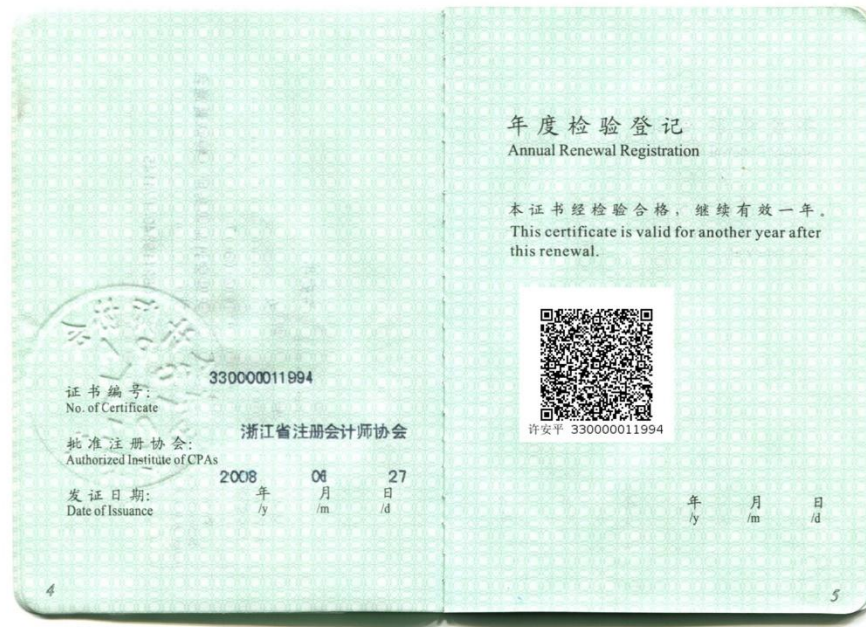 证书编号:
No. of Certificate
330000011994
批准注册协会:
Authorized Institute of CPAs
浙江省注册会计师协会
发证日期:
Date of Issuance
2008 06 27
年 月 日
/y /m /d
4
年度检验登记
Annual Renewal Registration
本证书经检验合格，继续有效一年。
This certificate is valid for another year after
this renewal.
许安平 330000011994
年 月 日
/y /m /d
5